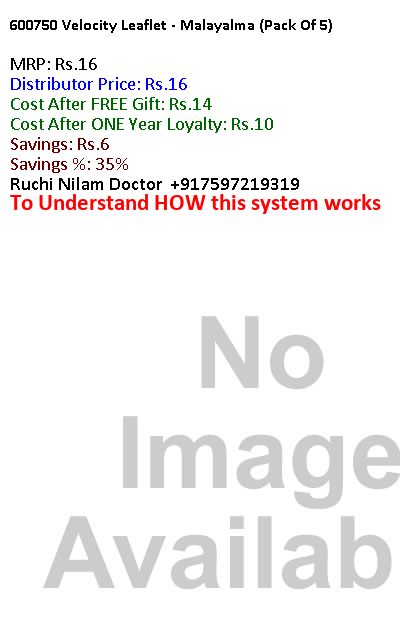 600750 Velocity Leaflet - Malayalma (Pack Of 5)
MRP: Rs.16
Distributor Price: Rs.16
Cost After FREE Gift: Rs.14
Cost After ONE Year Loyalty: Rs.10
Savings: Rs.6
Savings %: 35%
Ruchi Nilam Doctor +917597219319
To Understand HOW this system works
No
Image
Availab